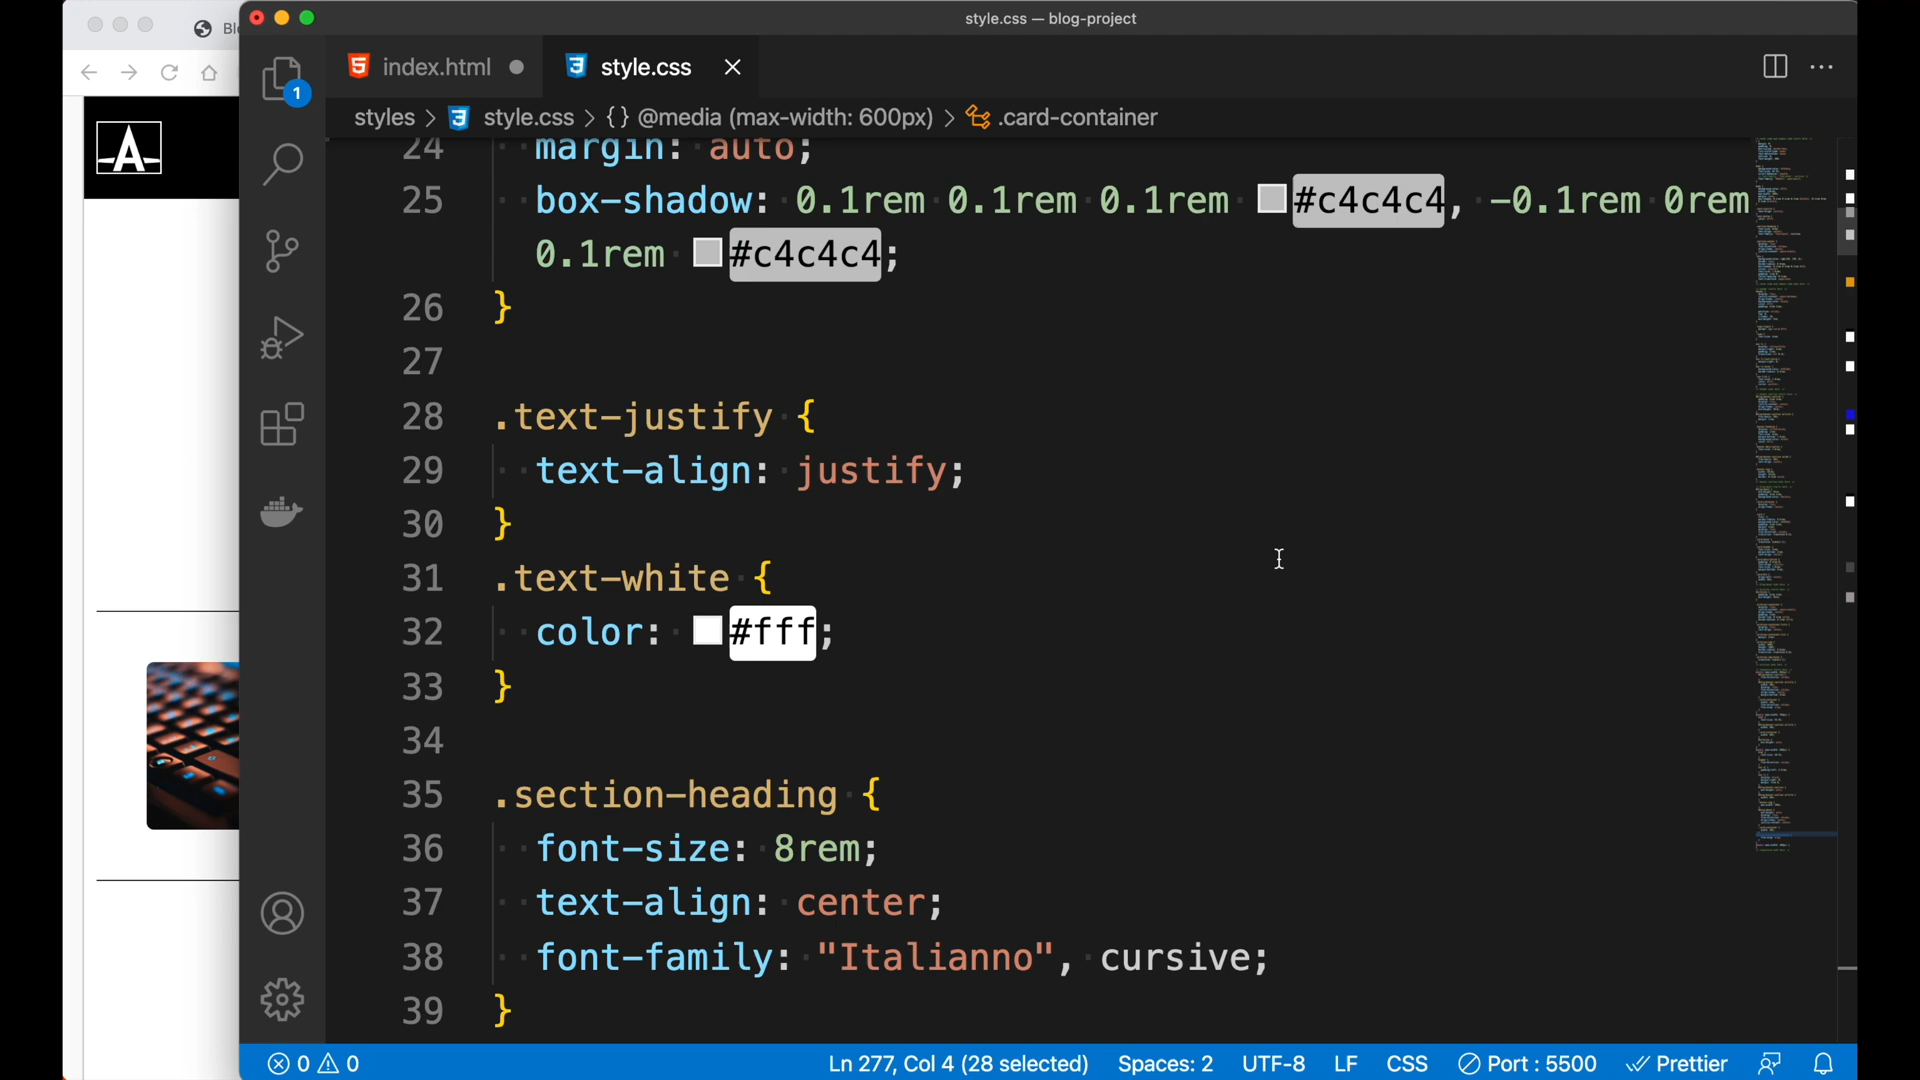 style.css — blog-project
Blo
index.html
style.css
1
styles > style.css > {} @media (max-width: 600px) > .card-container
24 margin: auto;
25 box-shadow: 0.1rem 0.1rem 0.1rem #c4c4c4, -0.1rem 0rem
0.1rem #c4c4c4;
26 }
27
28 .text-justify {
29 text-align: justify;
30 }
31 .text-white {
32 color: #fff;
33 }
34
35 .section-heading {
36 font-size: 8rem;
37 text-align: center;
38 font-family: "Italianno", cursive;
39 }
0 0 Ln 277, Col 4 (28 selected) Spaces: 2 UTF-8 LF CSS Port : 5500 Prettier